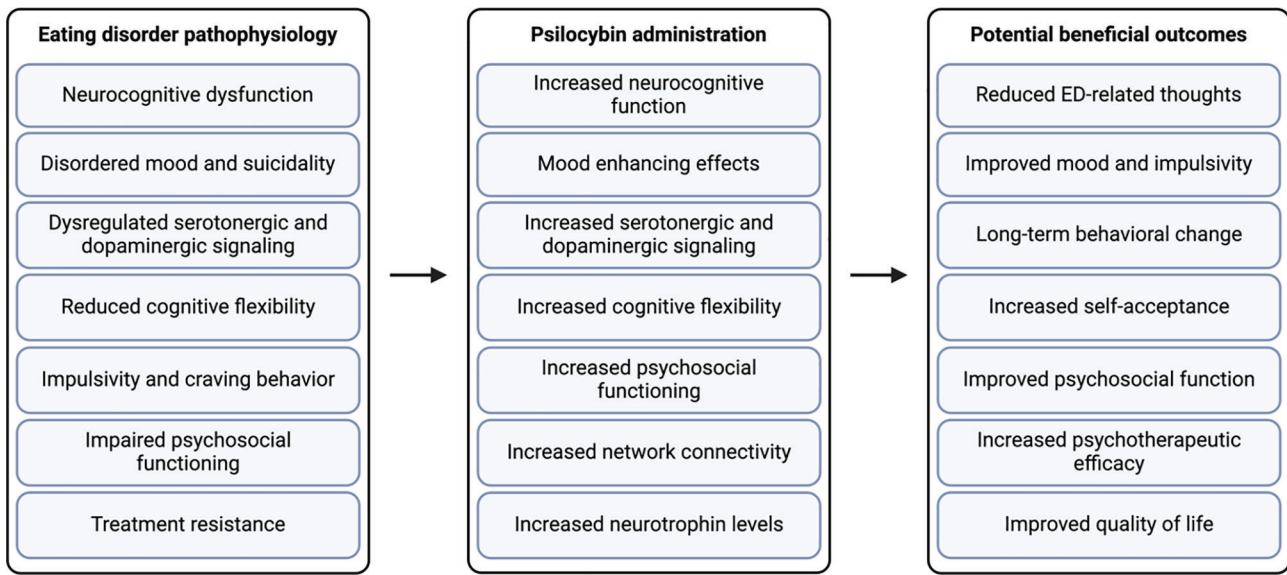 Eating disorder pathophysiology
Neurocognitive dysfunction
Disordered mood and suicidality
Dysregulated serotonergic and
dopaminergic signaling
Reduced cognitive flexibility
Impulsivity and craving behavior
Impaired psychosocial
functioning
Treatment resistance
Psilocybin administration
Increased neurocognitive
function
Mood enhancing effects
Increased serotonergic and
dopaminergic signaling
Increased cognitive flexibility
Increased psychosocial
functioning
Increased network connectivity
Increased neurotrophin levels
Potential beneficial outcomes
Reduced ED-related thoughts
Improved mood and impulsivity
Long-term behavioral change
Increased self-acceptance
Improved psychosocial function
Increased psychotherapeutic
efficacy
Improved quality of life